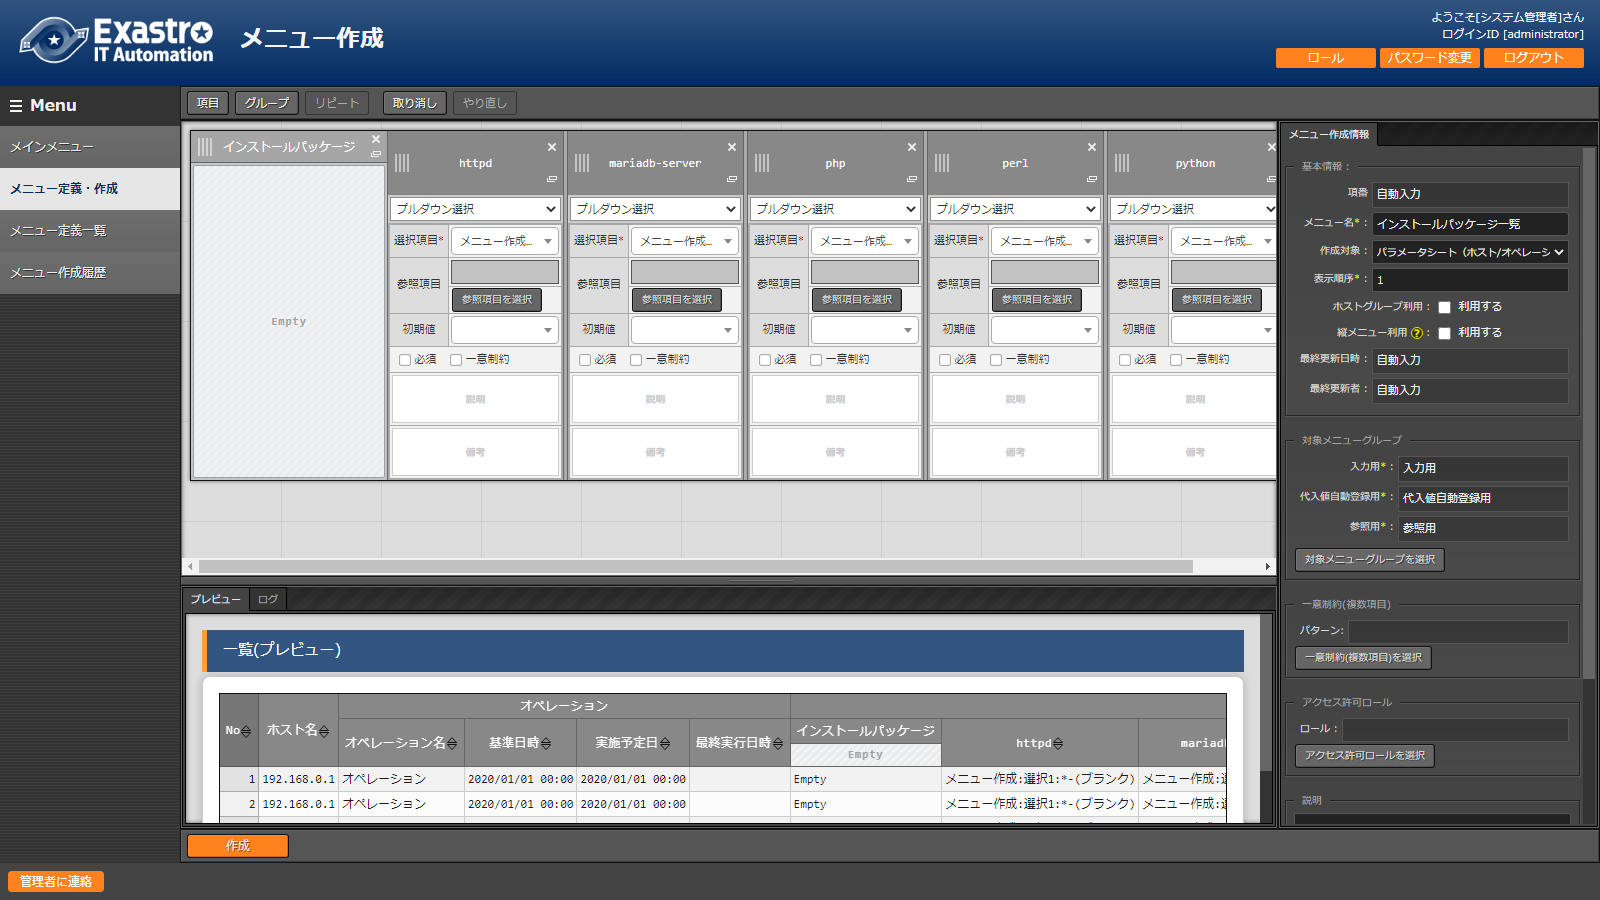 Exastro
IT Automation
メニュー作成
ようこそ[システム管理者]さん
ログインID [administrator]
ロール
パスワード変更
ログアウト
Menu
メインメニュー
メニュー定義・作成
メニュー定義一覧
メニュー作成履歴
項目
グループ
リピート
取り消し
やり直し
インストールパッケージ
Empty
httpd
プルダウン選択
選択項目*
メニュー作成...
参照項目
参照項目を選択
初期値
必須
一意制約
説明
備考
mariadb-server
プルダウン選択
選択項目*
メニュー作成...
参照項目
参照項目を選択
初期値
必須
一意制約
説明
備考
php
プルダウン選択
選択項目*
メニュー作成...
参照項目
参照項目を選択
初期値
必須
一意制約
説明
備考
perl
プルダウン選択
選択項目*
メニュー作成...
参照項目
参照項目を選択
初期値
必須
一意制約
説明
備考
python
プルダウン選択
選択項目*
メニュー作成...
参照項目
参照項目を選択
初期値
必須
一意制約
説明
備考
メニュー作成情報
基本情報：
項番 自動入力
メニュー名*： インストールパッケージ一覧
作成対象： パラメータシート（ホスト/オペレーシ
表示順序*： 1
ホストグループ利用： 利用する
縦メニュー利用?： 利用する
最終更新日時： 自動入力
最終更新者： 自動入力
対象メニューグループ
入力用*： 入力用
代入値自動登録用*： 代入値自動登録用
参照用*： 参照用
対象メニューグループを選択
一意制約(複数項目)
パターン:
一意制約(複数項目)を選択
アクセス許可ロール
ロール：
アクセス許可ロールを選択
説明
プレビュー
ログ
一覧(プレビュー)
No ホスト名 オペレーション
オペレーション名 基準日時 実施予定日 最終実行日時 インストールパッケージ httpd mariadl
Empty
1 192.168.0.1 オペレーション 2020/01/01 00:00 2020/01/01 00:00 Empty メニュー作成:選択1:*-(ブランク) メニュー作成:選
2 192.168.0.1 オペレーション 2020/01/01 00:00 2020/01/01 00:00 Empty メニュー作成:選択1:*-(ブランク) メニュー作成:選
作成
管理者に連絡